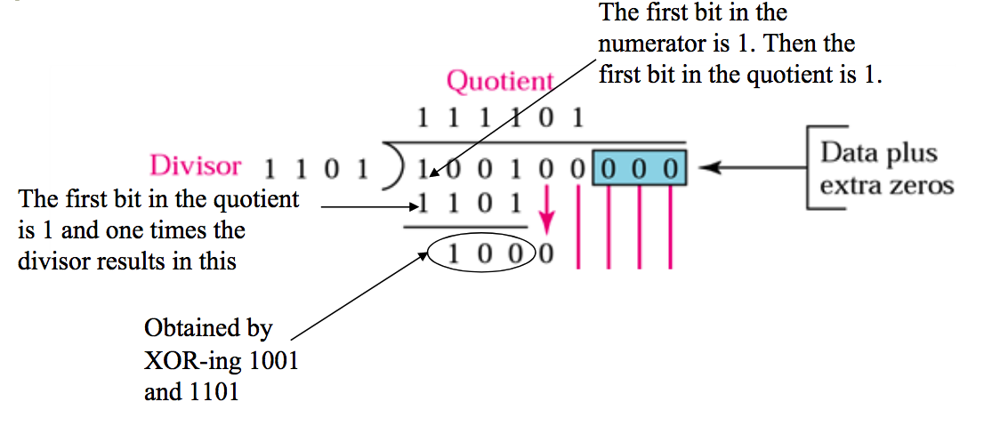 The first bit in the
numerator is 1. Then the
first bit in the quotient is 1.
Quotient
1 1 1 1 0 1
Divisor 1 1 0 1 ) 1 0 0 1 0 0 0 0 0
Data plus
extra zeros
The first bit in the quotient
is 1 and one times the
divisor results in this
1 1 0 1
1 0 0 0
Obtained by
XOR-ing 1001
and 1101